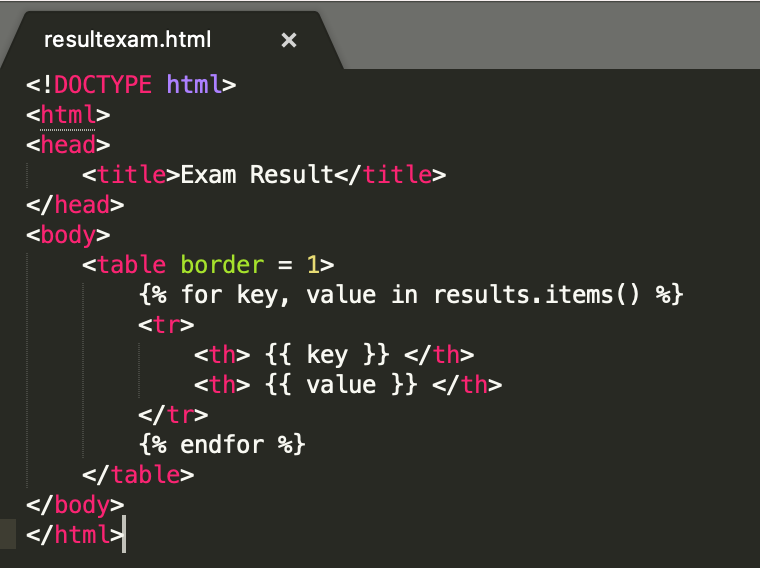 resultexam.html ×
<!DOCTYPE html>
<html>
<head>
    <title>Exam Result</title>
</head>
<body>
    <table border = 1>
        {% for key, value in results.items() %}
        <tr>
            <th> {{ key }} </th>
            <th> {{ value }} </th>
        </tr>
        {% endfor %}
    </table>
</body>
</html>